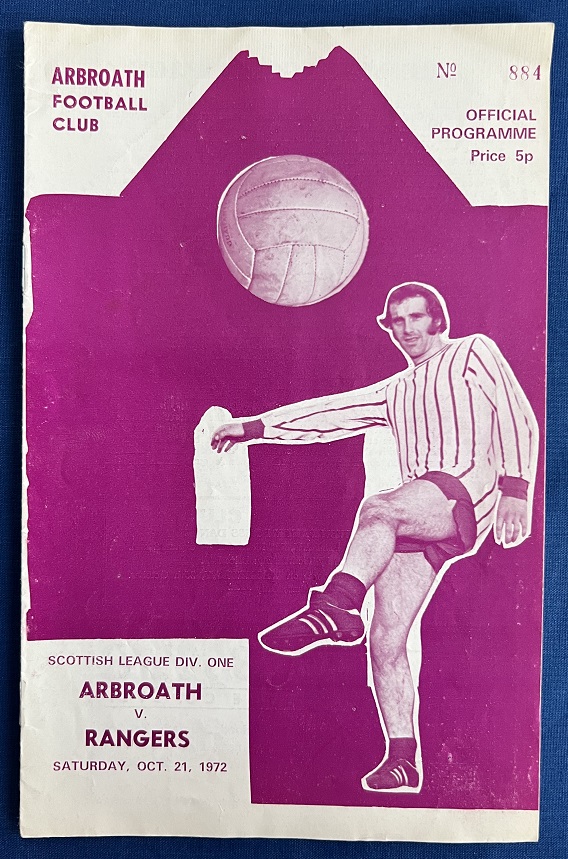 ARBROATH
FOOTBALL
CLUB
Nº 884
OFFICIAL
PROGRAMME
Price 5p
SCOTTISH LEAGUE DIV. ONE
ARBROATH
V.
RANGERS
SATURDAY, OCT. 21, 1972